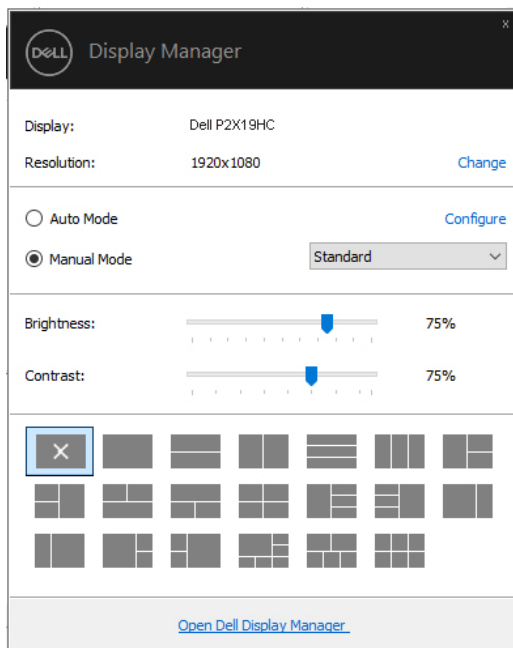 x
DELL Display Manager
Display: Dell P2X19HC
Resolution: 1920x1080 Change
Auto Mode Configure
Manual Mode Standard
Brightness: 75%
Contrast: 75%
Open Dell Display Manager